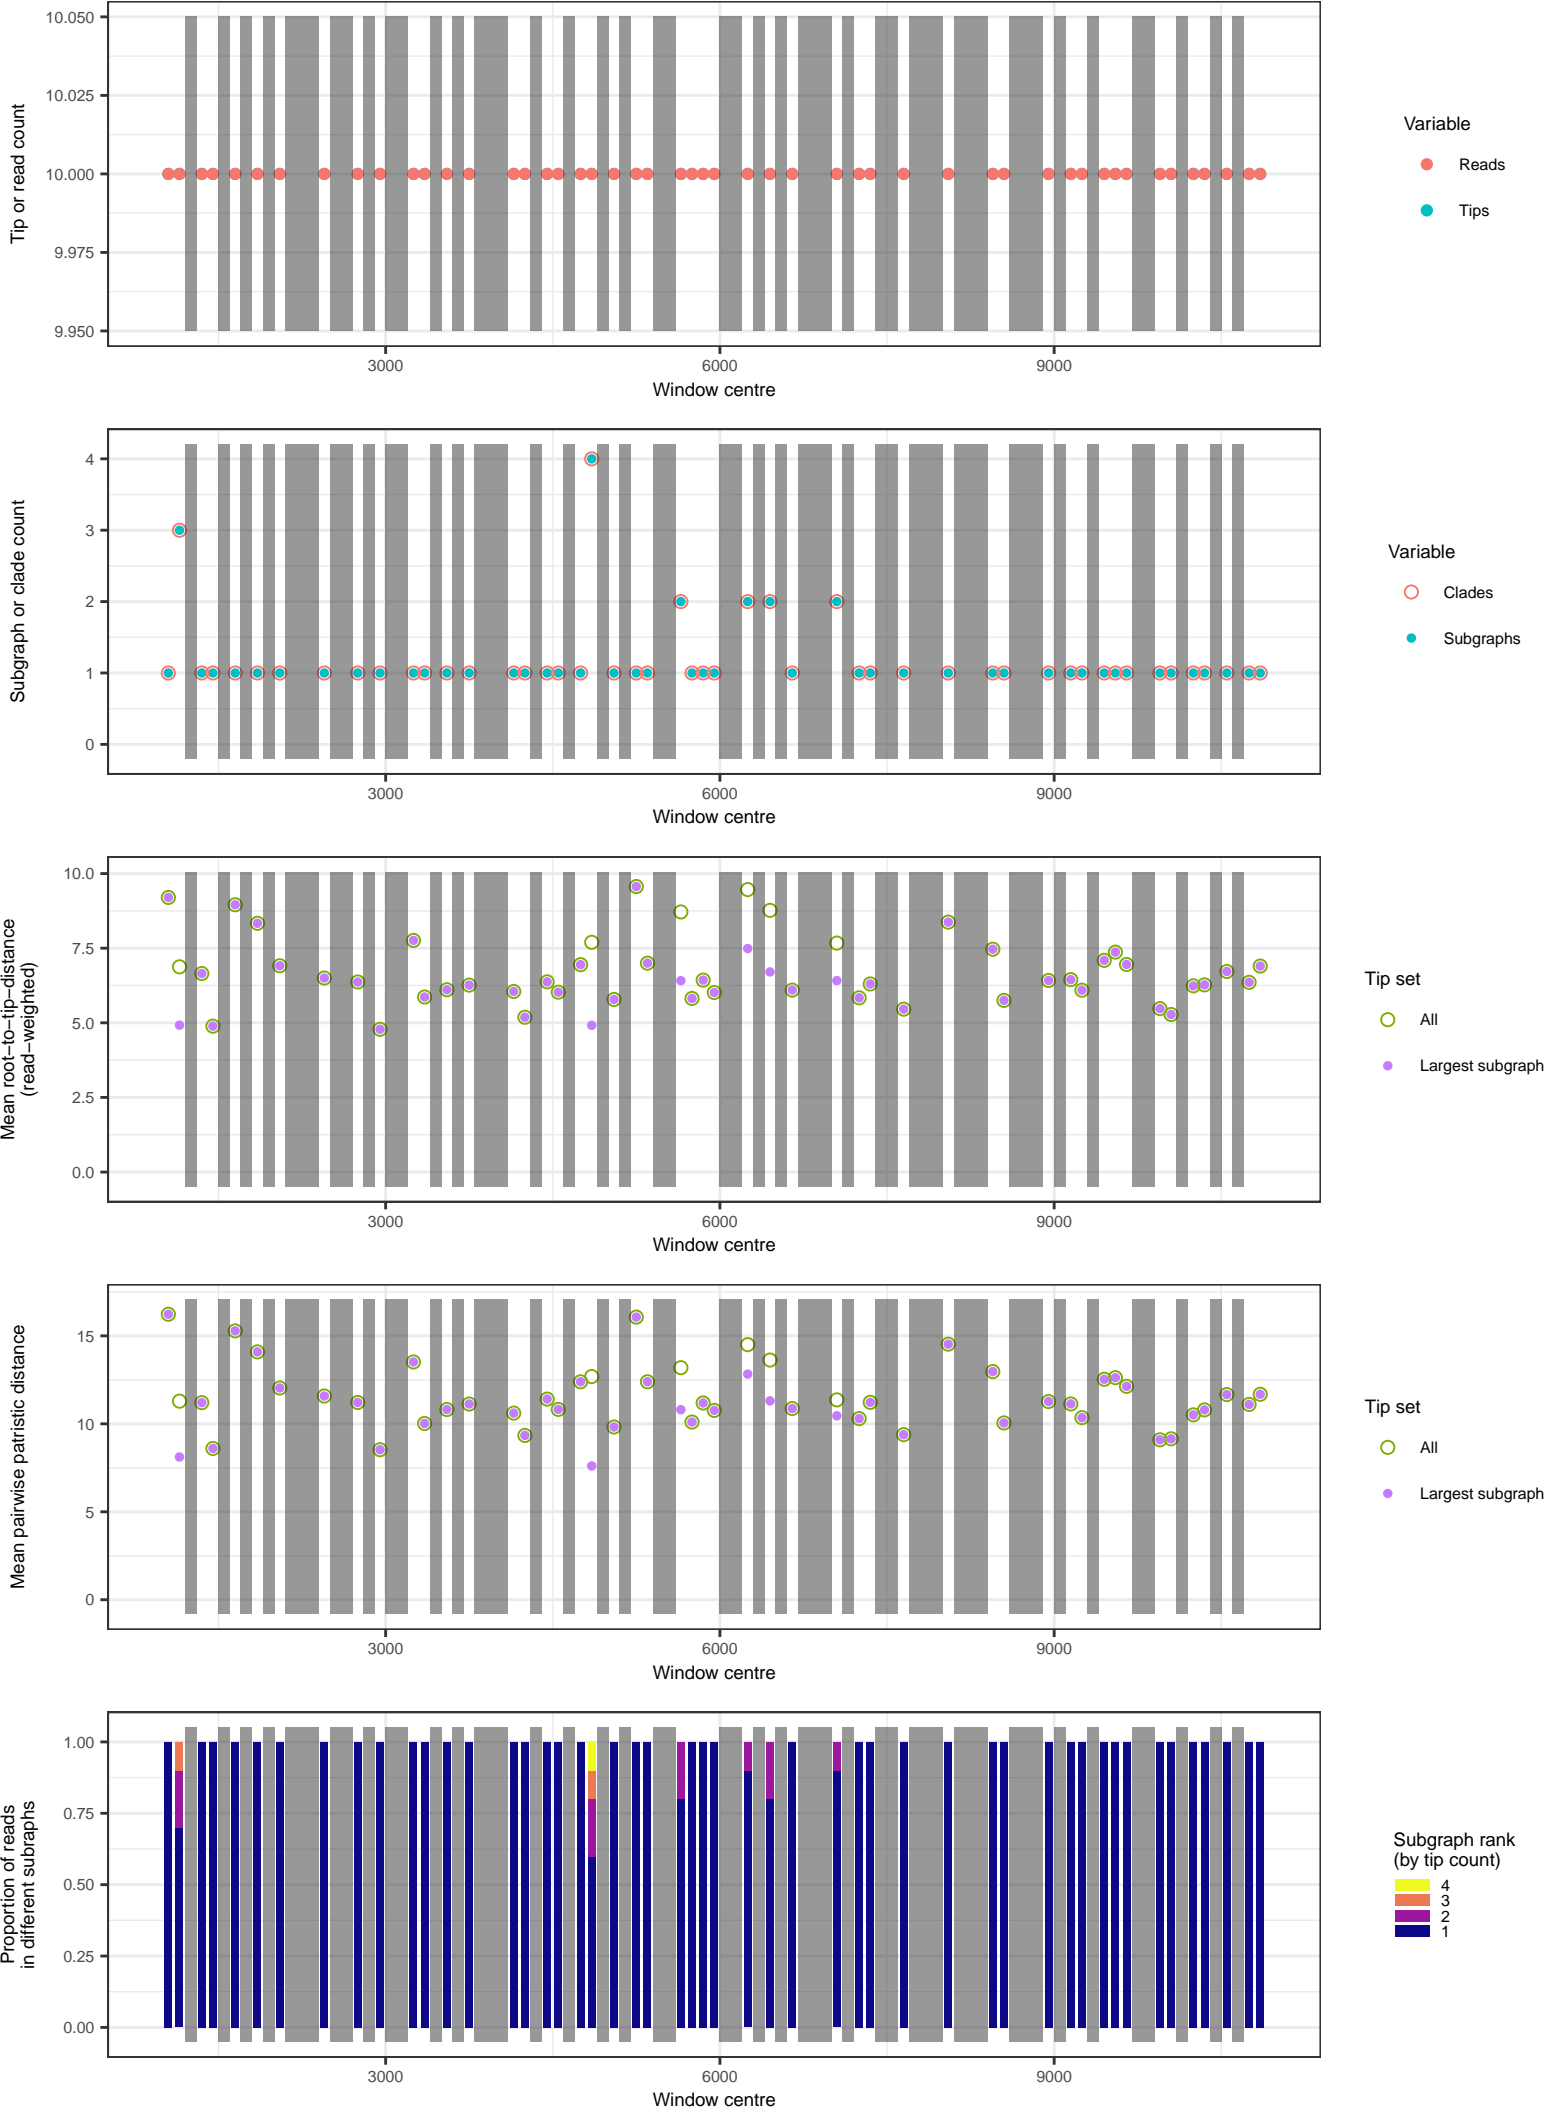 10.050
10.025
10.000
9.975
9.950
Tip or read count
3000
6000
9000
Window centre
Variable
Reads
Tips
4
3
2
1
0
Subgraph or clade count
3000
6000
9000
Window centre
Variable
Clades
Subgraphs
10.0
7.5
5.0
2.5
0.0
Mean root−to−tip−distance
(read−weighted)
3000
6000
9000
Window centre
Tip set
All
Largest subgraph
15
10
5
0
Mean pairwise patristic distance
3000
6000
9000
Window centre
Tip set
All
Largest subgraph
1.00
0.75
0.50
0.25
0.00
Proportion of reads
in different subraphs
3000
6000
9000
Window centre
Subgraph rank
(by tip count)
4
3
2
1